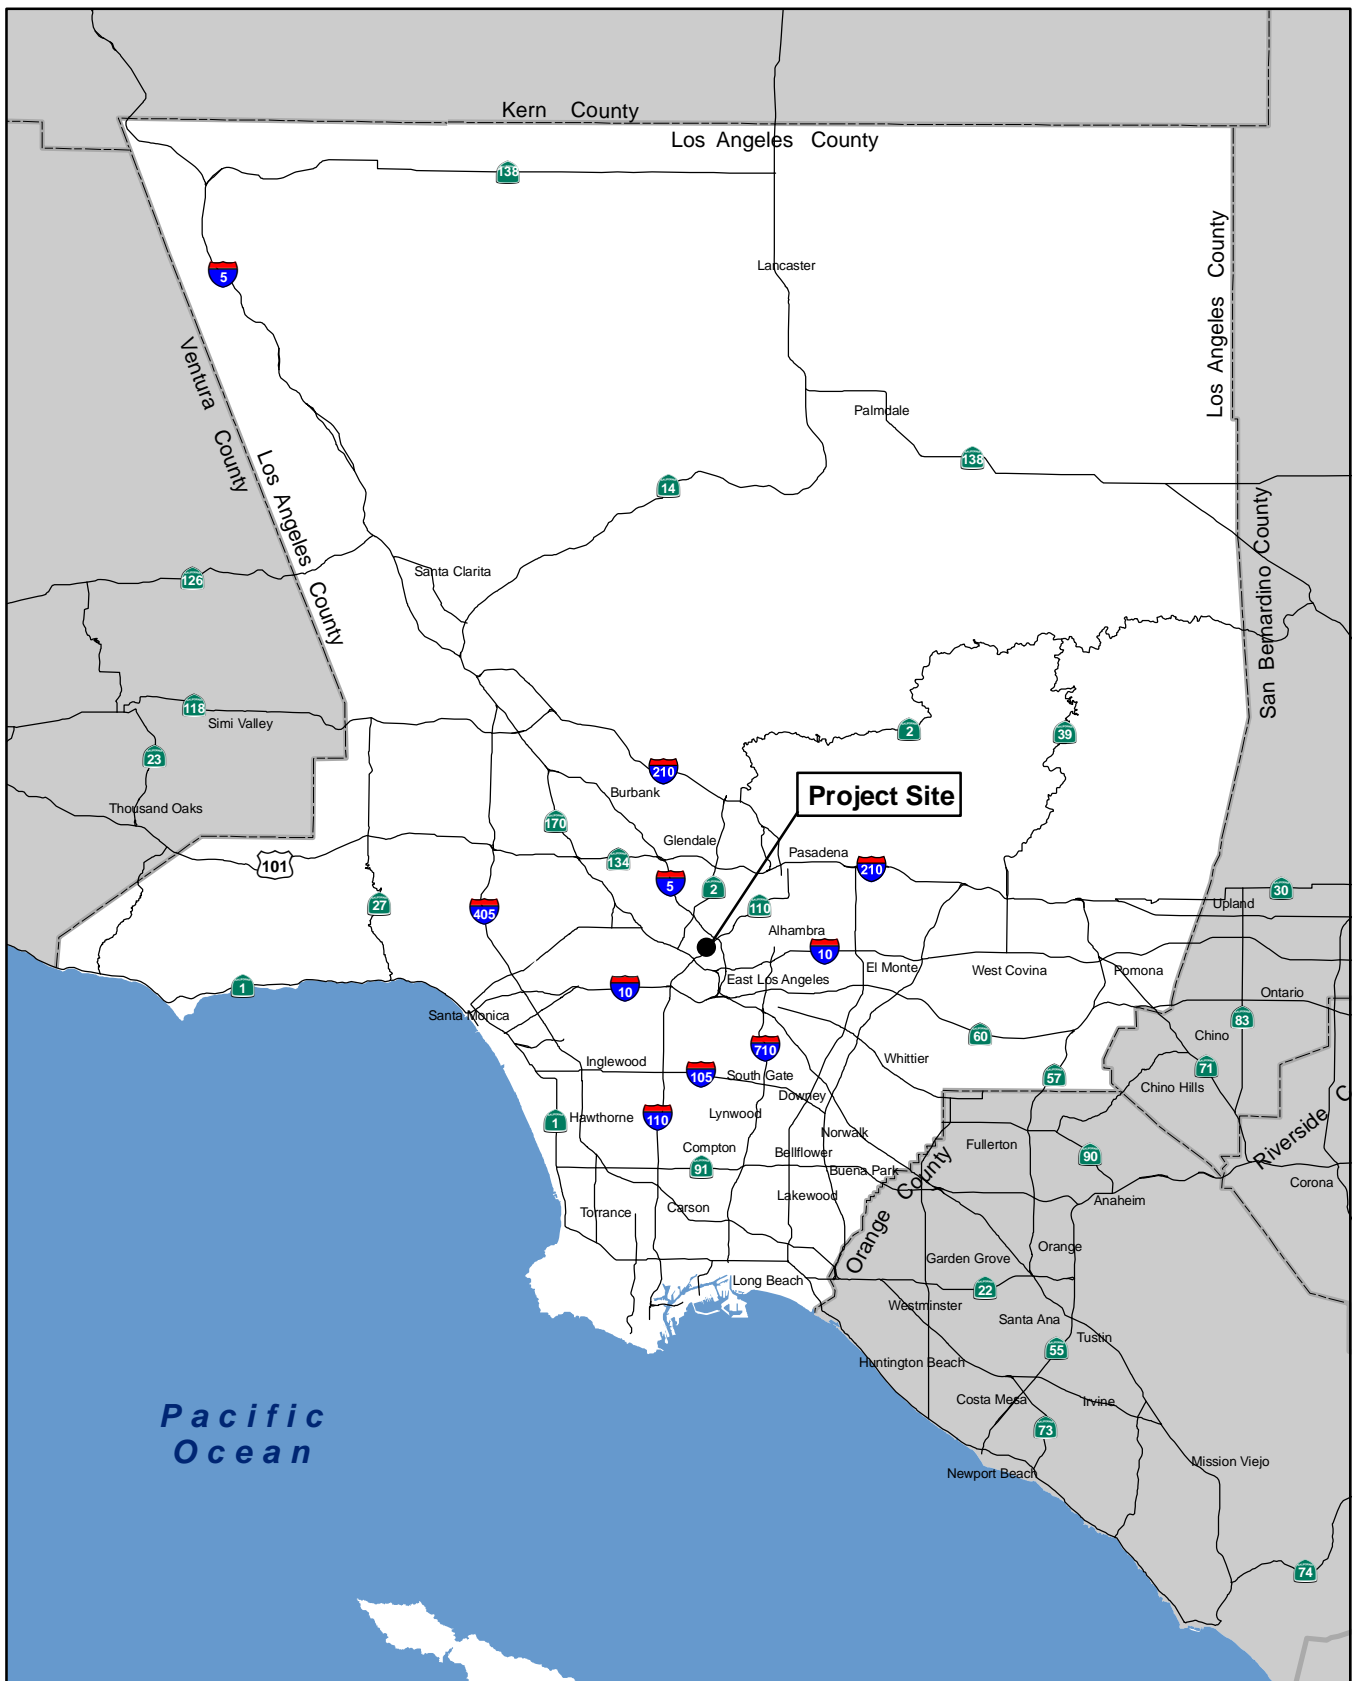 Kern County
Los Angeles County
138
Los Angeles County
5
Lancaster
Ventura County
Palmdale
Los Angeles County
138
14
San Bernardino County
Santa Clarita
126
118
Simi Valley
2
39
23
210
Project Site
Burbank
Thousand Oaks
170
Glendale
134
Pasadena
101
210
5
2
30
27
405
110
Upland
Alhambra
10
El Monte
West Covina
Pomona
East Los Angeles
1
10
Ontario
Santa Monica
83
60
Chino
710
Inglewood
Whittier
105
South Gate
57
71
Downey
Chino Hills
Hawthorne
110
Lynwood
1
Norwalk
Riverside C
Compton
Fullerton
Bellflower
90
91
Buena Park
Orange County
Corona
Lakewood
Anaheim
Carson
Torrance
Orange
Garden Grove
Long Beach
22
Westminster
Santa Ana
Tustin
55
Huntington Beach
Costa Mesa
Irvine
Pacific
Ocean
73
Mission Viejo
Newport Beach
74